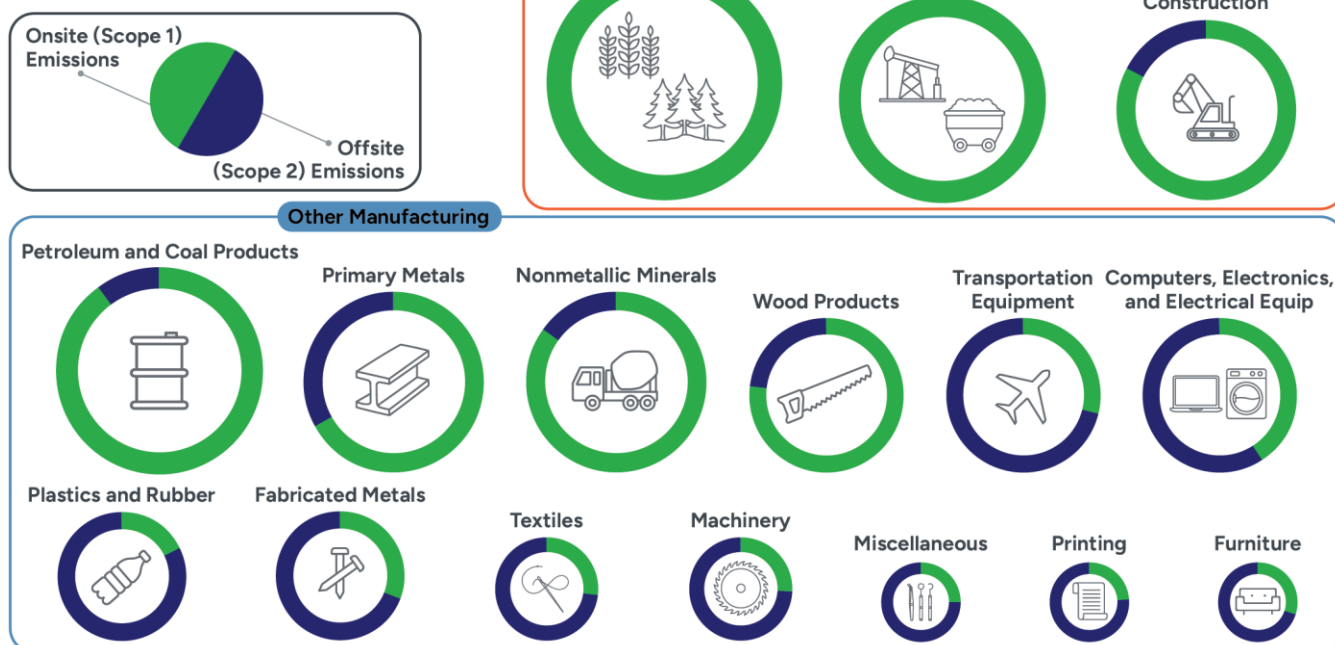 Construction
Onsite (Scope 1)
Emissions
Offsite
(Scope 2) Emissions
Other Manufacturing
Petroleum and Coal Products
Primary Metals
Nonmetallic Minerals
Wood Products
Transportation
Equipment
Computers, Electronics,
and Electrical Equip
Plastics and Rubber
Fabricated Metals
Textiles
Machinery
Miscellaneous
Printing
Furniture